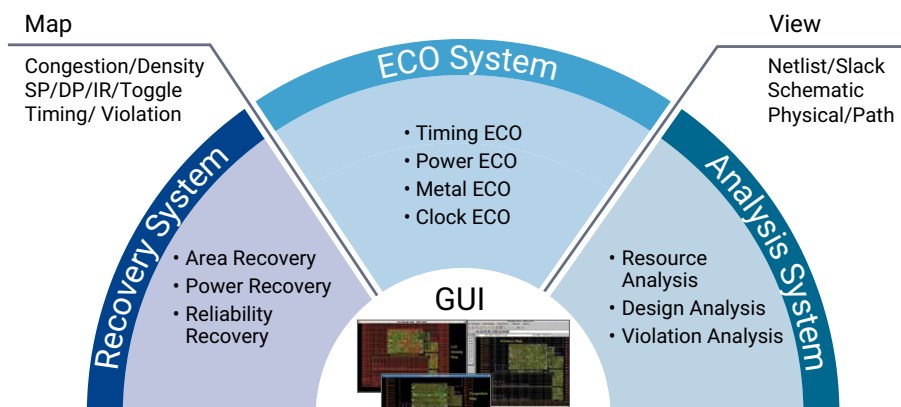 Map
Congestion/Density
SP/DP/IR/Toggle
Timing/ Violation
View
Netlist/Slack
Schematic
Physical/Path
Recovery System
• Area Recovery
• Power Recovery
• Reliability
Recovery
ECO System
• Timing ECO
• Power ECO
• Metal ECO
• Clock ECO
Analysis System
• Resource
Analysis
• Design Analysis
• Violation Analysis
GUI